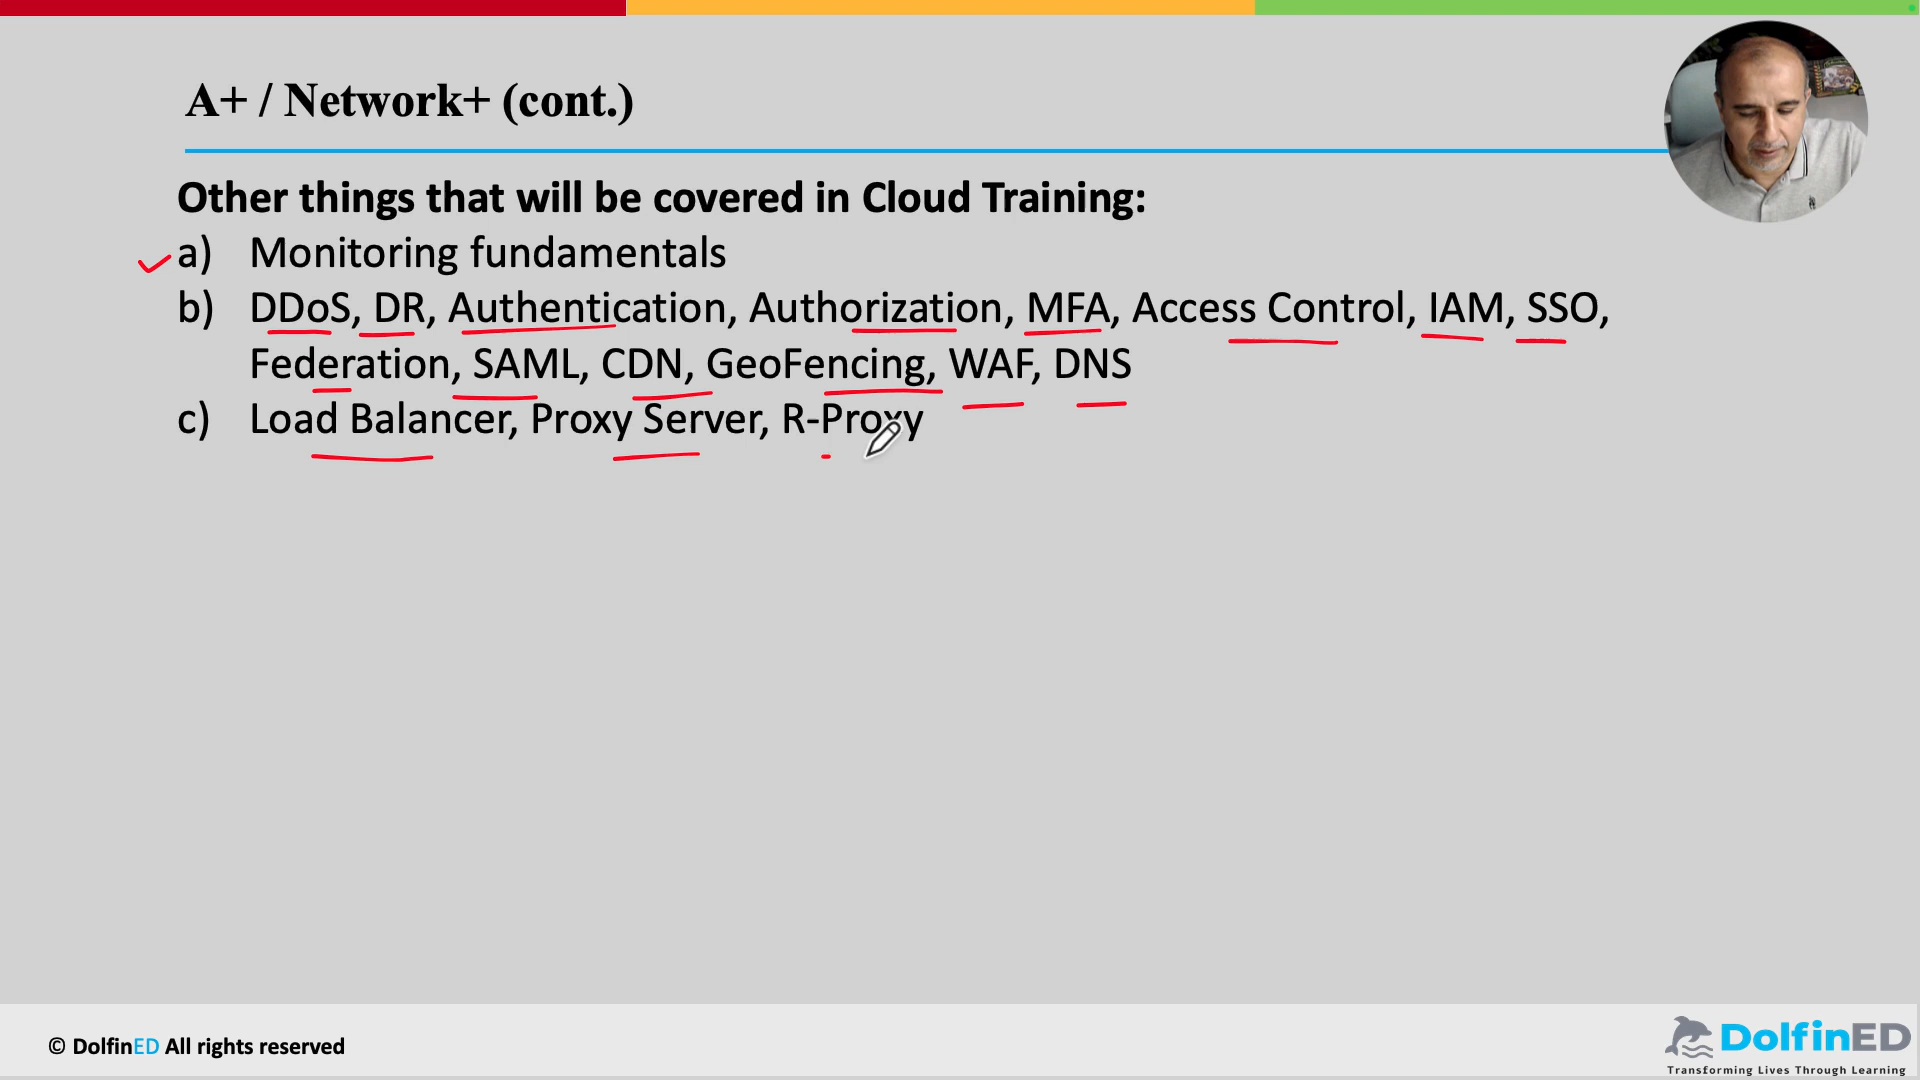 A+ / Network+ (cont.)
Other things that will be covered in Cloud Training:
a) Monitoring fundamentals
b) DDoS, DR, Authentication, Authorization, MFA, Access Control, IAM, SSO,
Federation, SAML, CDN, GeoFencing, WAF, DNS
c) Load Balancer, Proxy Server, R-Proxy
© DolfinED All rights reserved
DolfinED
Transforming Lives Through Learning